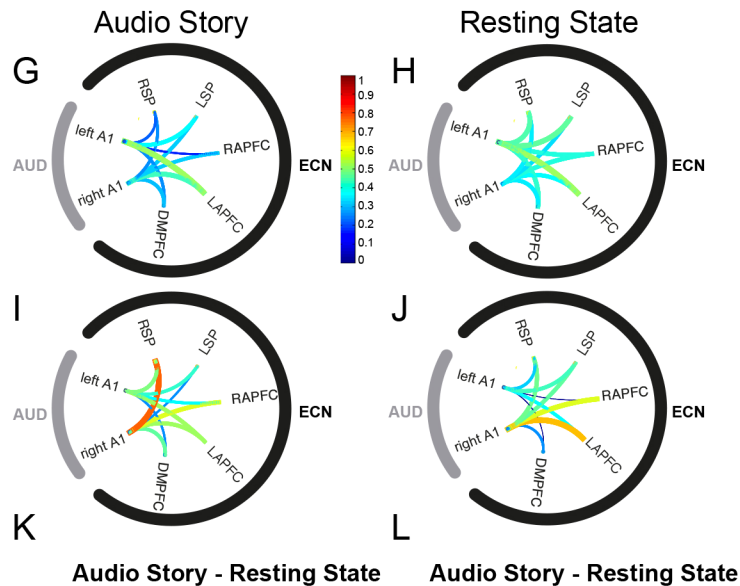 Audio Story
Resting State
G
H
RSP
LSP
left A1
RAPFC
AUD
ECN
right A1
LAPFC
DMPFC
1
0.9
0.8
0.7
0.6
0.5
0.4
0.3
0.2
0.1
0
RSP
LSP
left A1
RAPFC
AUD
ECN
right A1
LAPFC
DMPFC
I
J
RSP
LSP
left A1
RAPFC
AUD
ECN
right A1
LAPFC
DMPFC
RSP
LSP
left A1
RAPFC
AUD
ECN
right A1
LAPFC
DMPFC
K
L
Audio Story - Resting State
Audio Story - Resting State